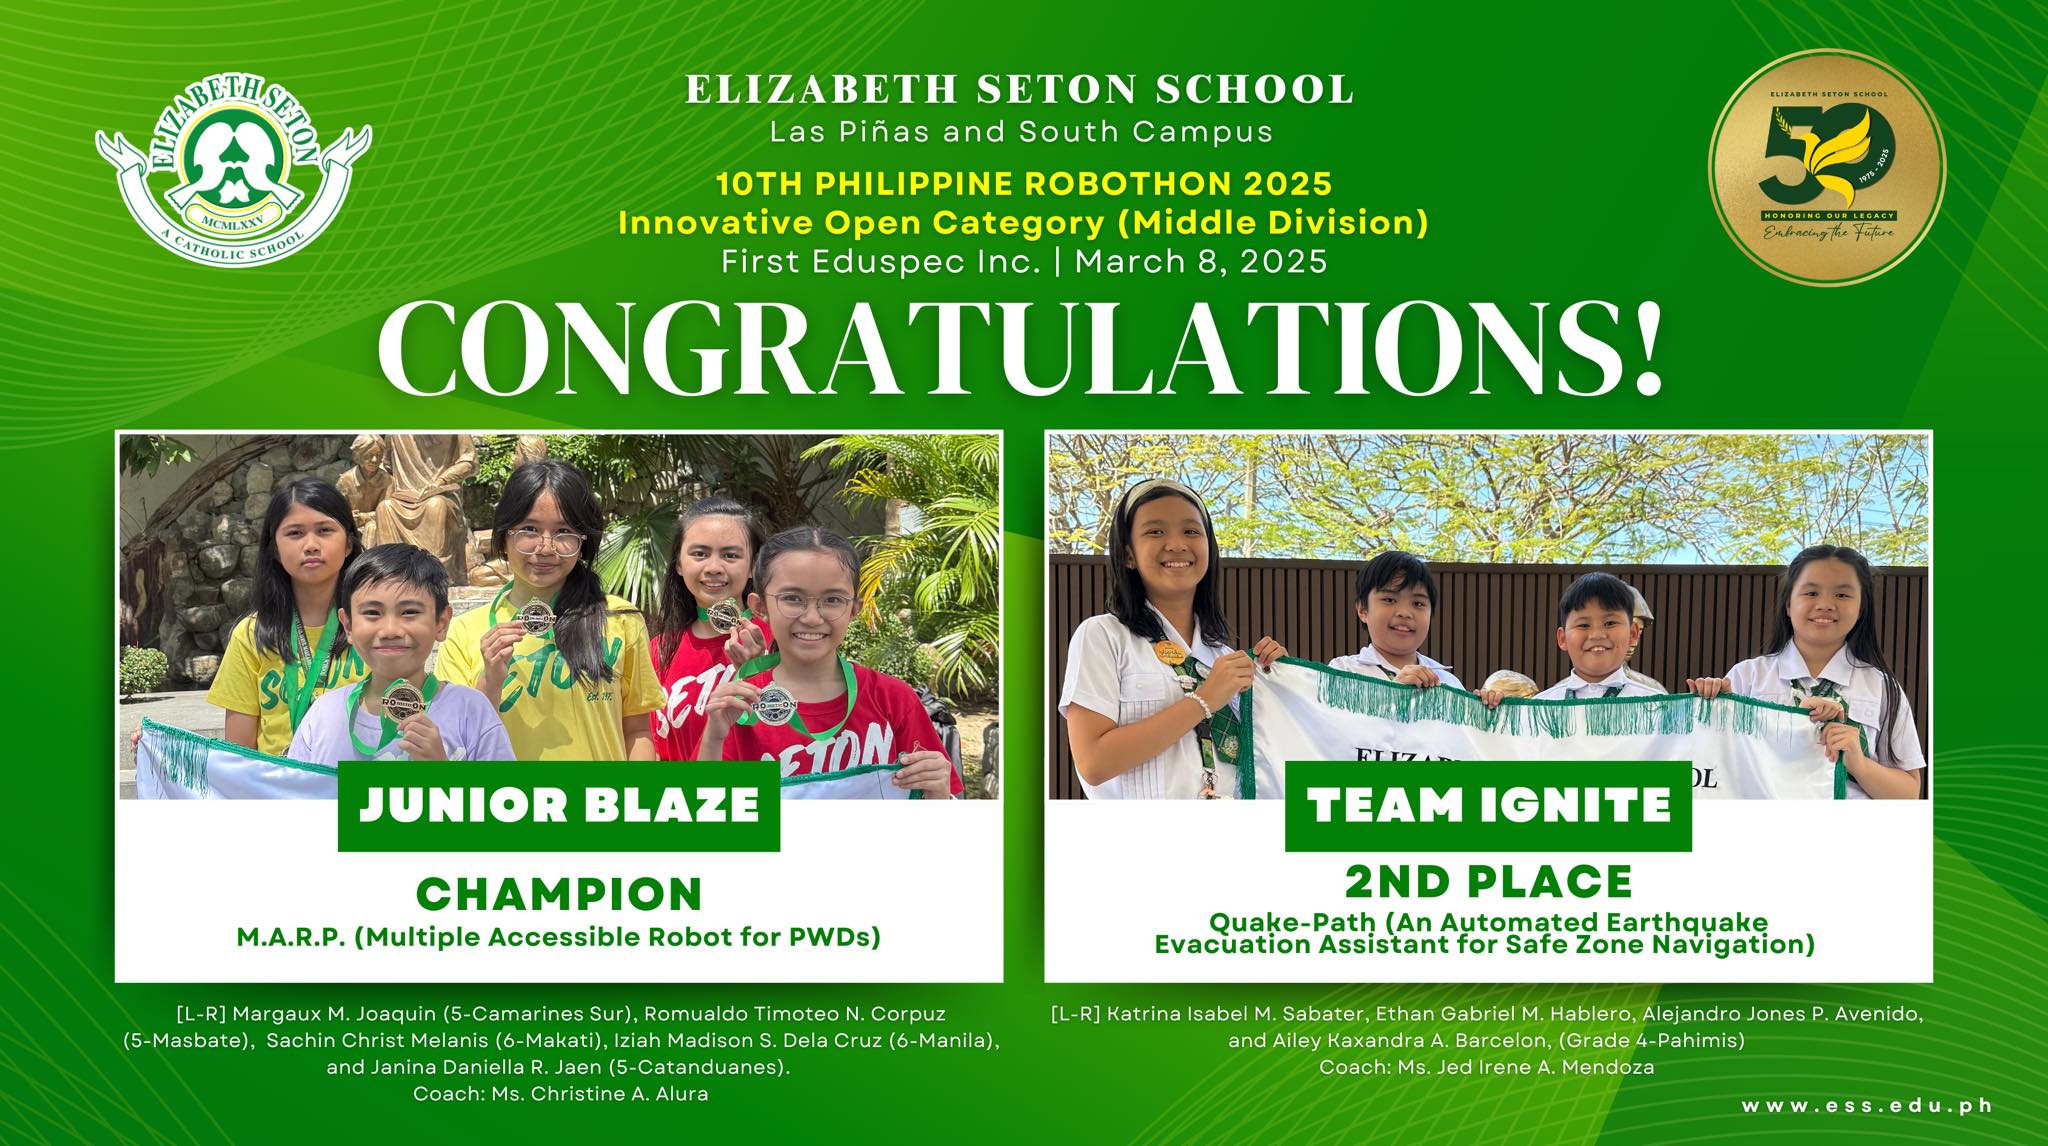 ELIZABETH SETON
MCMLXXV
A CATHOLIC SCHOOL
ELIZABETH SETON SCHOOL
Las Piñas and South Campus
10TH PHILIPPINE ROBOTHON 2025
Innovative Open Category (Middle Division)
First Eduspec Inc. | March 8, 2025
ELIZABETH SETON SCHOOL
50
1975 - 2025
HONORING OUR LEGACY
Embracing the Future
CONGRATULATIONS!
SETON
Est. 1975
SETON
JUNIOR BLAZE
CHAMPION
M.A.R.P. (Multiple Accessible Robot for PWDs)
[L-R] Margaux M. Joaquin (5-Camarines Sur), Romualdo Timoteo N. Corpuz
(5-Masbate), Sachin Christ Melanis (6-Makati), Iziah Madison S. Dela Cruz (6-Manila),
and Janina Daniella R. Jaen (5-Catanduanes).
Coach: Ms. Christine A. Alura
TEAM IGNITE
2ND PLACE
Quake-Path (An Automated Earthquake
Evacuation Assistant for Safe Zone Navigation)
[L-R] Katrina Isabel M. Sabater, Ethan Gabriel M. Hablero, Alejandro Jones P. Avenido,
and Ailey Kaxandra A. Barcelon, (Grade 4-Pahimis)
Coach: Ms. Jed Irene A. Mendoza
www.ess.edu.ph